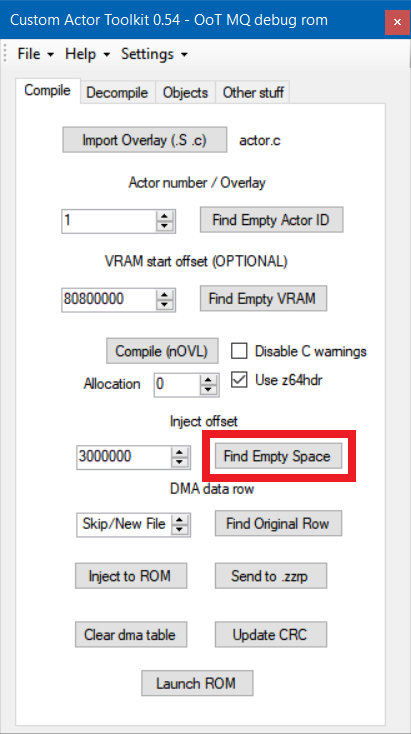 Custom Actor Toolkit 0.54 - OoT MQ debug rom
File Help Settings
Compile Decompile Objects Other stuff
Import Overlay (.S .c) actor.c
Actor number / Overlay
1 Find Empty Actor ID
VRAM start offset (OPTIONAL)
80800000 Find Empty VRAM
Compile (nOVL) Disable C warnings
Allocation 0 Use z64hdr
Inject offset
3000000 Find Empty Space
DMA data row
Skip/New File Find Original Row
Inject to ROM Send to .zzrp
Clear dma table Update CRC
Launch ROM